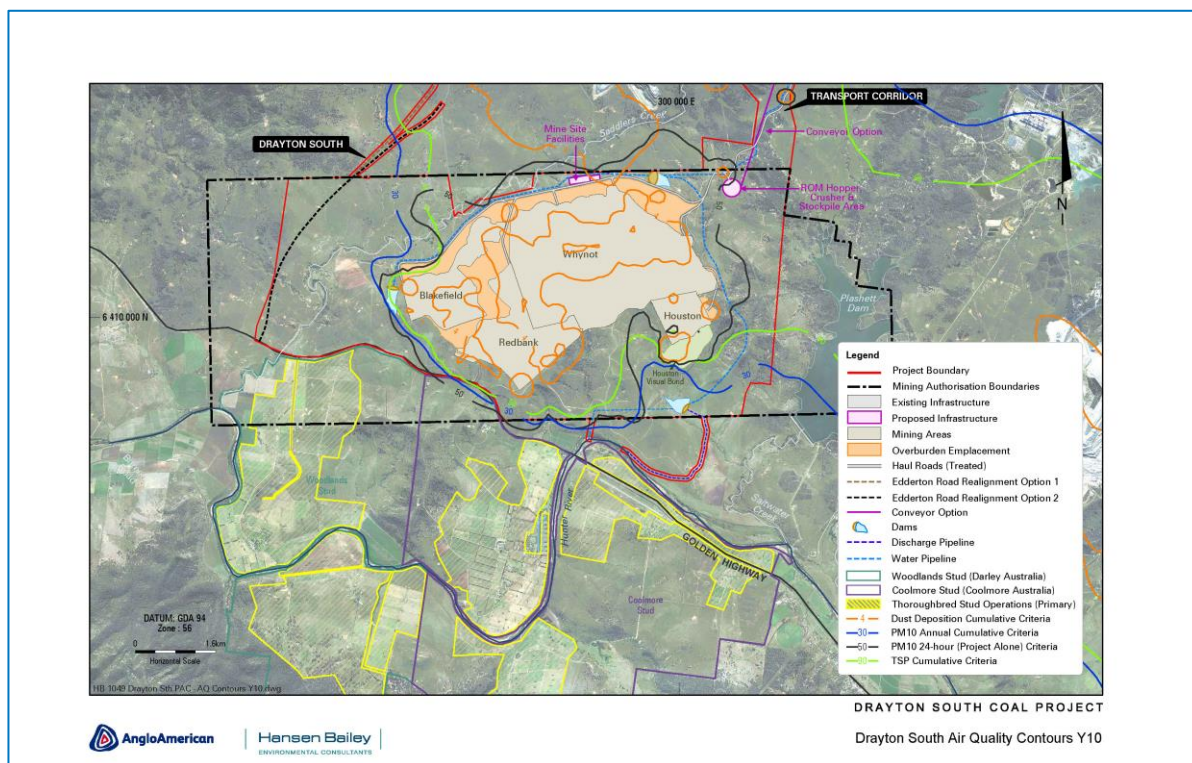 300 000 E
TRANSPORT CORRIDOR
Saddlers Creek
Conveyor Option
Mine Site
Facilities
DRAYTON SOUTH
ROM Hopper,
Crusher &
Stockpile Area
N
30
50
Whynot
Blakefield
Houston
Plashett
Dam
6 410 000 N
Redbank
Houston
Visual Bund
30
50
30
Woodlands
Stud
Saltwater Creek
Hunter River
GOLDEN HIGHWAY
Coolmore
Stud
DATUM: GDA 94
Zone : 56
0 1.6km
Horizontal Scale
HB 1049 Drayton Sth PAC - AQ Contours Y10.dwg
Legend
Project Boundary
Mining Authorisation Boundaries
Existing Infrastructure
Proposed Infrastructure
Mining Areas
Overburden Emplacement
Haul Roads (Treated)
Edderton Road Realignment Option 1
Edderton Road Realignment Option 2
Conveyor Option
Dams
Discharge Pipeline
Water Pipeline
Woodlands Stud (Darley Australia)
Coolmore Stud (Coolmore Australia)
Thoroughbred Stud Operations (Primary)
4 Dust Deposition Cumulative Criteria
30 PM10 Annual Cumulative Criteria
50 PM10 24-hour (Project Alone) Criteria
90 TSP Cumulative Criteria
DRAYTON SOUTH COAL PROJECT
AngloAmerican
Hansen Bailey
ENVIRONMENTAL CONSULTANTS
Drayton South Air Quality Contours Y10